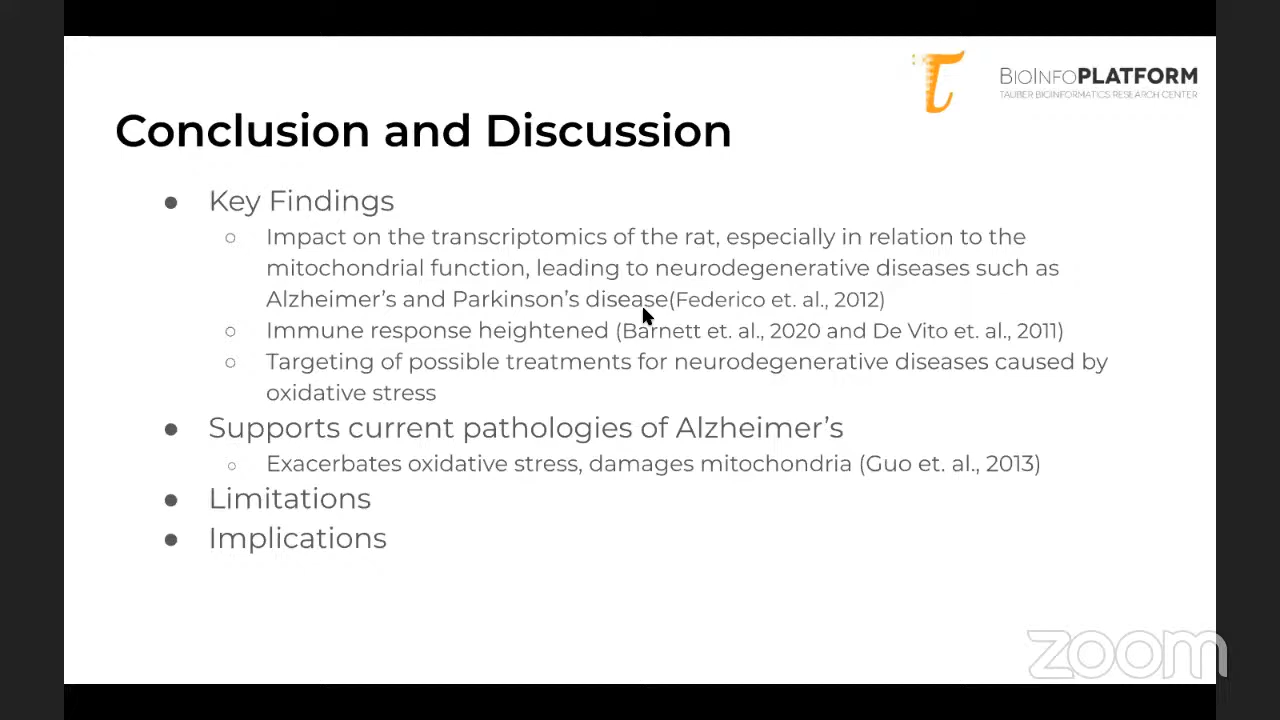 BIOINFOPLATFORM
TAUBER BIOINFORMATICS RESEARCH CENTER
Conclusion and Discussion
● Key Findings
○ Impact on the transcriptomics of the rat, especially in relation to the
mitochondrial function, leading to neurodegenerative diseases such as
Alzheimer’s and Parkinson’s disease(Federico et. al., 2012)
○ Immune response heightened (Barnett et. al., 2020 and De Vito et. al., 2011)
○ Targeting of possible treatments for neurodegenerative diseases caused by
oxidative stress
● Supports current pathologies of Alzheimer’s
○ Exacerbates oxidative stress, damages mitochondria (Guo et. al., 2013)
● Limitations
● Implications
zoom